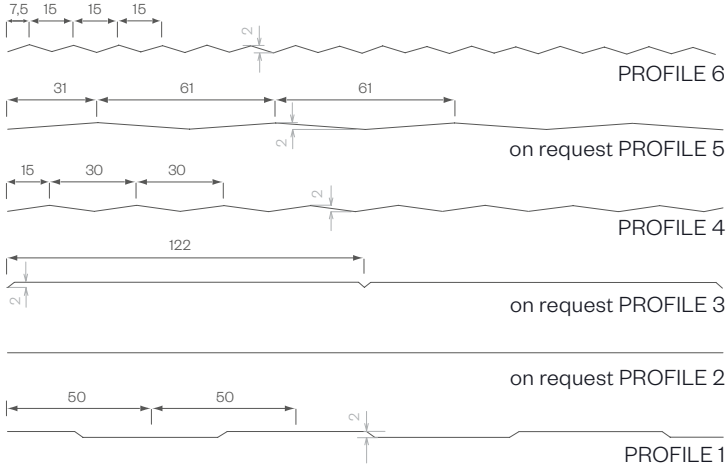 7,5 15 15 15
2
PROFILE 6
31 61 61
2
on request PROFILE 5
15 30 30
2
PROFILE 4
122
2
on request PROFILE 3
on request PROFILE 2
50 50
2
PROFILE 1